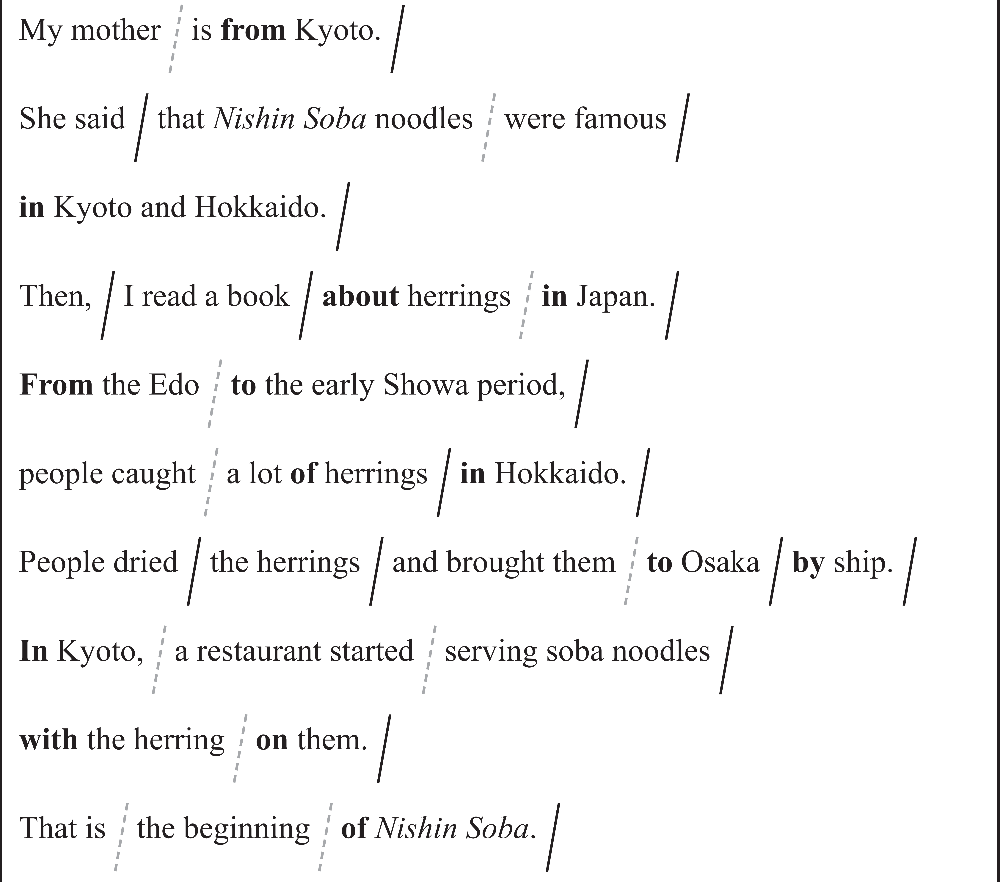 My mother / is from Kyoto. /
She said / that Nishin Soba noodles / were famous /
in Kyoto and Hokkaido. /
Then, / I read a book / about herrings / in Japan. /
From the Edo / to the early Showa period, /
people caught / a lot of herrings / in Hokkaido. /
People dried / the herrings / and brought them / to Osaka / by ship. /
In Kyoto, / a restaurant started / serving soba noodles /
with the herring / on them. /
That is / the beginning / of Nishin Soba. /